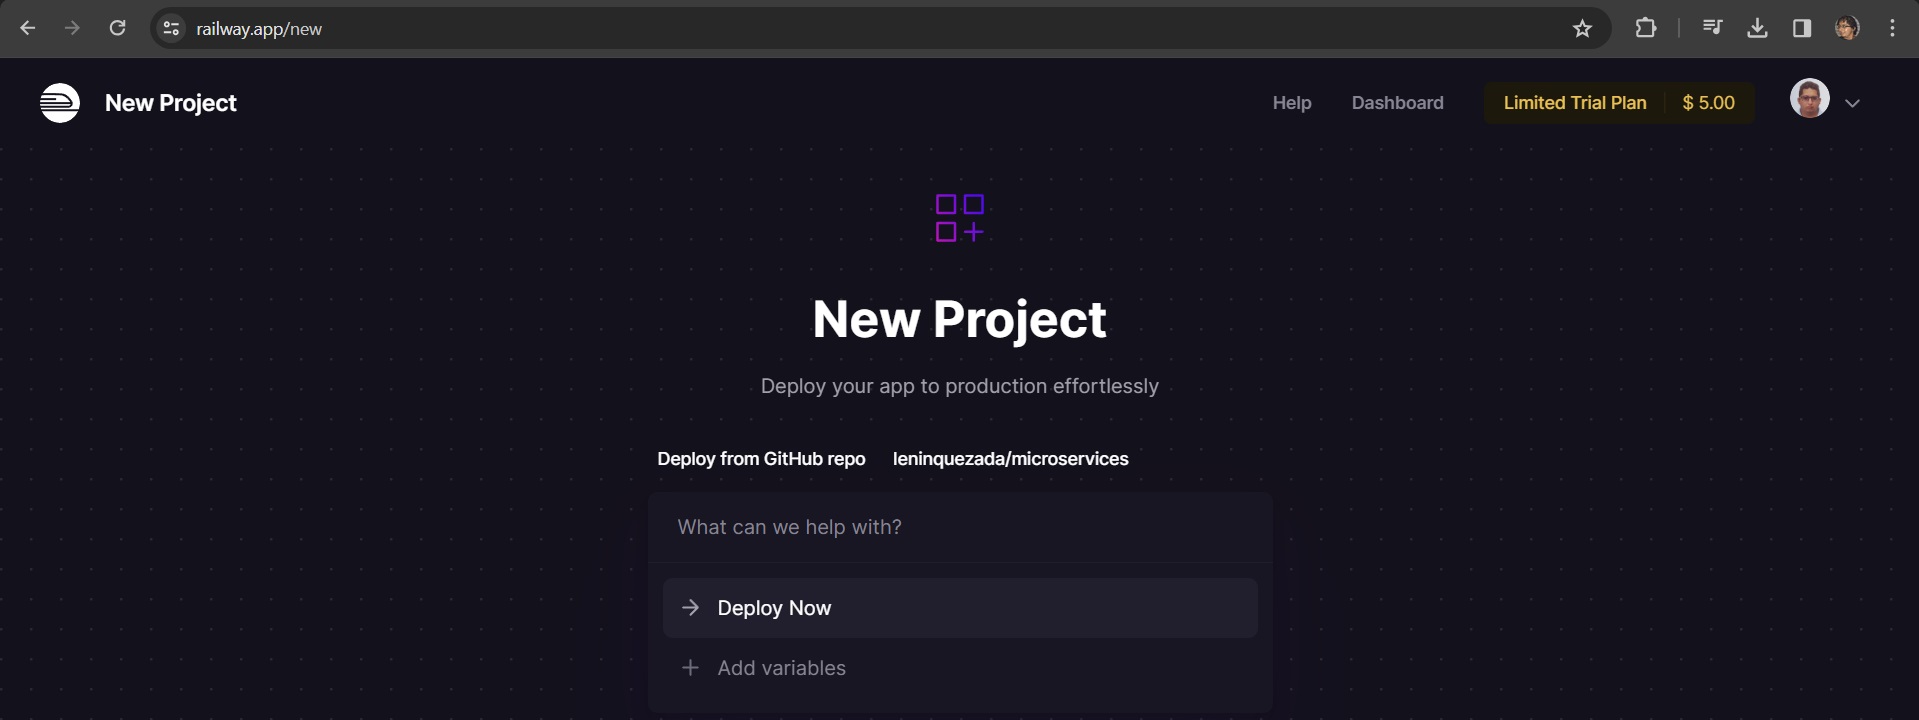 railway.app/new
New Project
Help
Dashboard
Limited Trial Plan
$ 5.00
New Project
Deploy your app to production effortlessly
Deploy from GitHub repo
leninquezada/microservices
What can we help with?
Deploy Now
Add variables